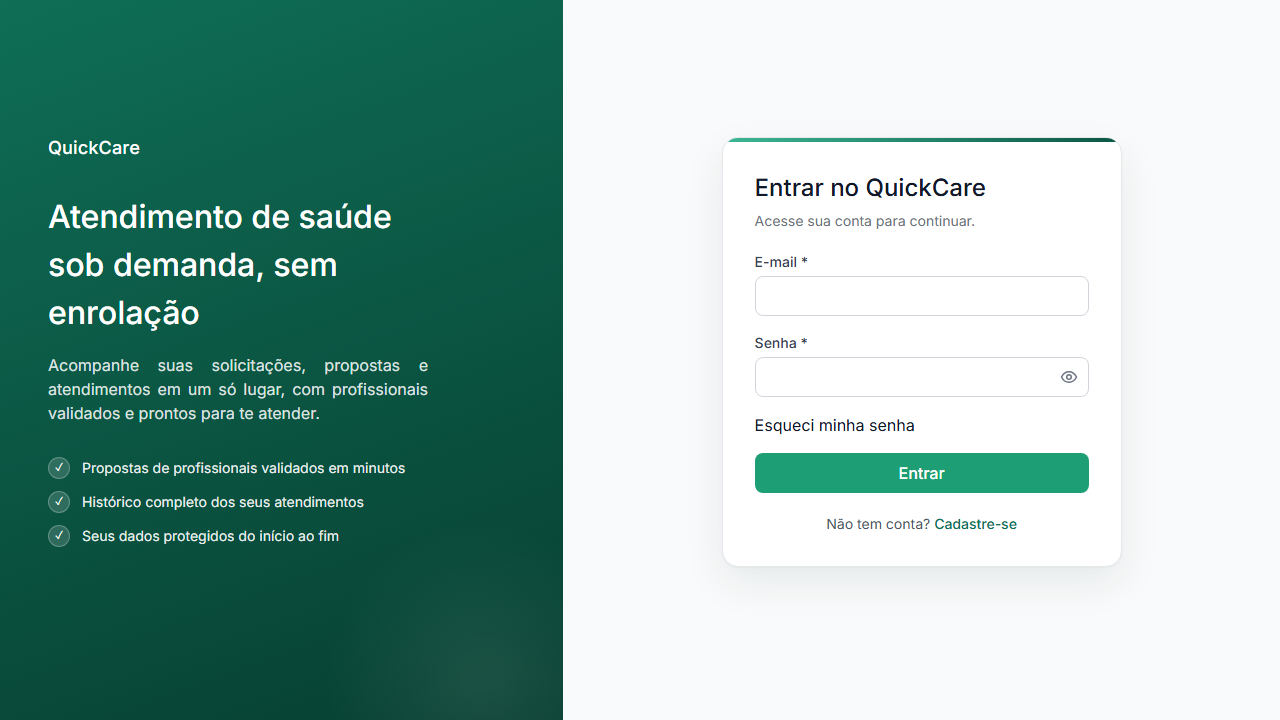 QuickCare
Atendimento de saúde
sob demanda, sem
enrolação
Acompanhe suas solicitações, propostas e
atendimentos em um só lugar, com profissionais
validados e prontos para te atender.
✓ Propostas de profissionais validados em minutos
✓ Histórico completo dos seus atendimentos
✓ Seus dados protegidos do início ao fim
Entrar no QuickCare
Acesse sua conta para continuar.
E-mail *
Senha *
Esqueci minha senha
Entrar
Não tem conta? Cadastre-se